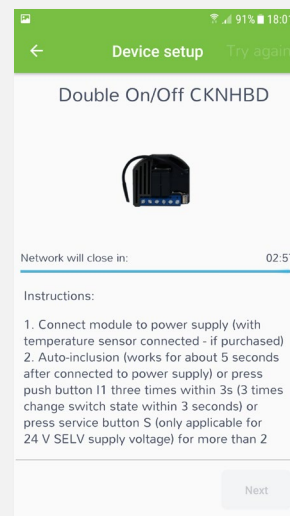 91% 18:01
Device setup Try again
Double On/Off CKNHBD
Network will close in: 02:5
Instructions:
1. Connect module to power supply (with
temperature sensor connected - if purchased)
2. Auto-inclusion (works for about 5 seconds
after connected to power supply) or press
push button I1 three times within 3s (3 times
change switch state within 3 seconds) or
press service button S (only applicable for
24 V SELV supply voltage) for more than 2
Next